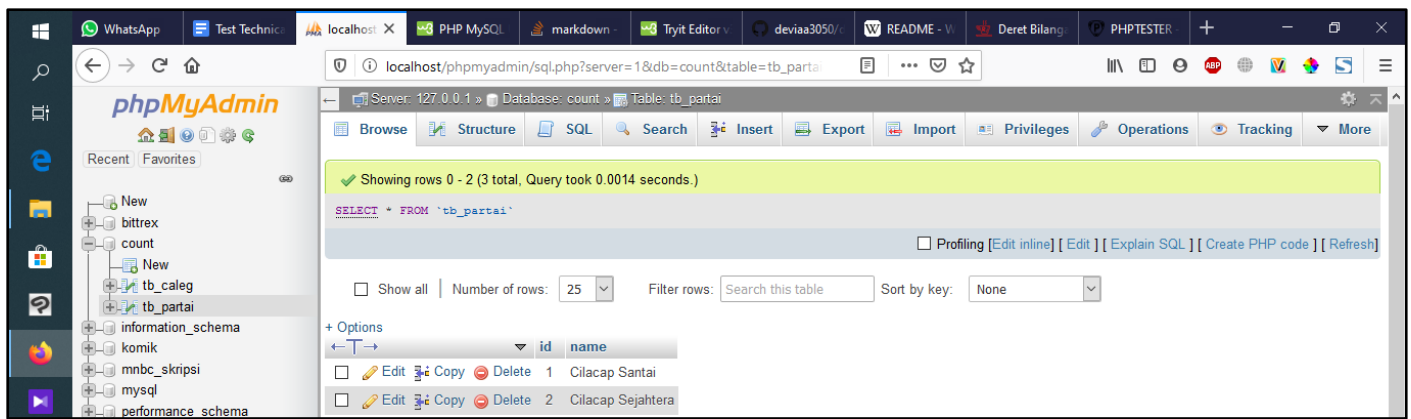 WhatsApp Test Technica localhost PHP MySQL markdown - Tryit Editor v. deviaa3050/c README - W Deret Bilanga PHPTESTER -
localhost/phpmyadmin/sql.php?server=1&db=count&table=tb_parta
phpMyAdmin
Recent Favorites
New
bittrex
count
New
tb_caleg
tb_partai
information_schema
komik
mnbc_skripsi
mysql
performance_schema
Server: 127.0.0.1 » Database: count » Table: tb_partai
Browse Structure SQL Search Insert Export Import Privileges Operations Tracking More
Showing rows 0 - 2 (3 total, Query took 0.0014 seconds.)
SELECT * FROM `tb_partai`
Profiling [Edit inline] [ Edit ] [ Explain SQL ] [ Create PHP code ] [ Refresh]
Show all | Number of rows: 25 Filter rows: Search this table Sort by key: None
+ Options
←T→ id name
Edit Copy Delete 1 Cilacap Santai
Edit Copy Delete 2 Cilacap Sejahtera